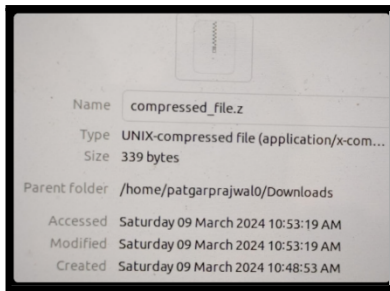 Name compressed_file.z
Type UNIX-compressed file (application/x-com...
Size 339 bytes
Parent folder /home/patgarprajwal0/Downloads
Accessed Saturday 09 March 2024 10:53:19 AM
Modified Saturday 09 March 2024 10:53:19 AM
Created Saturday 09 March 2024 10:48:53 AM